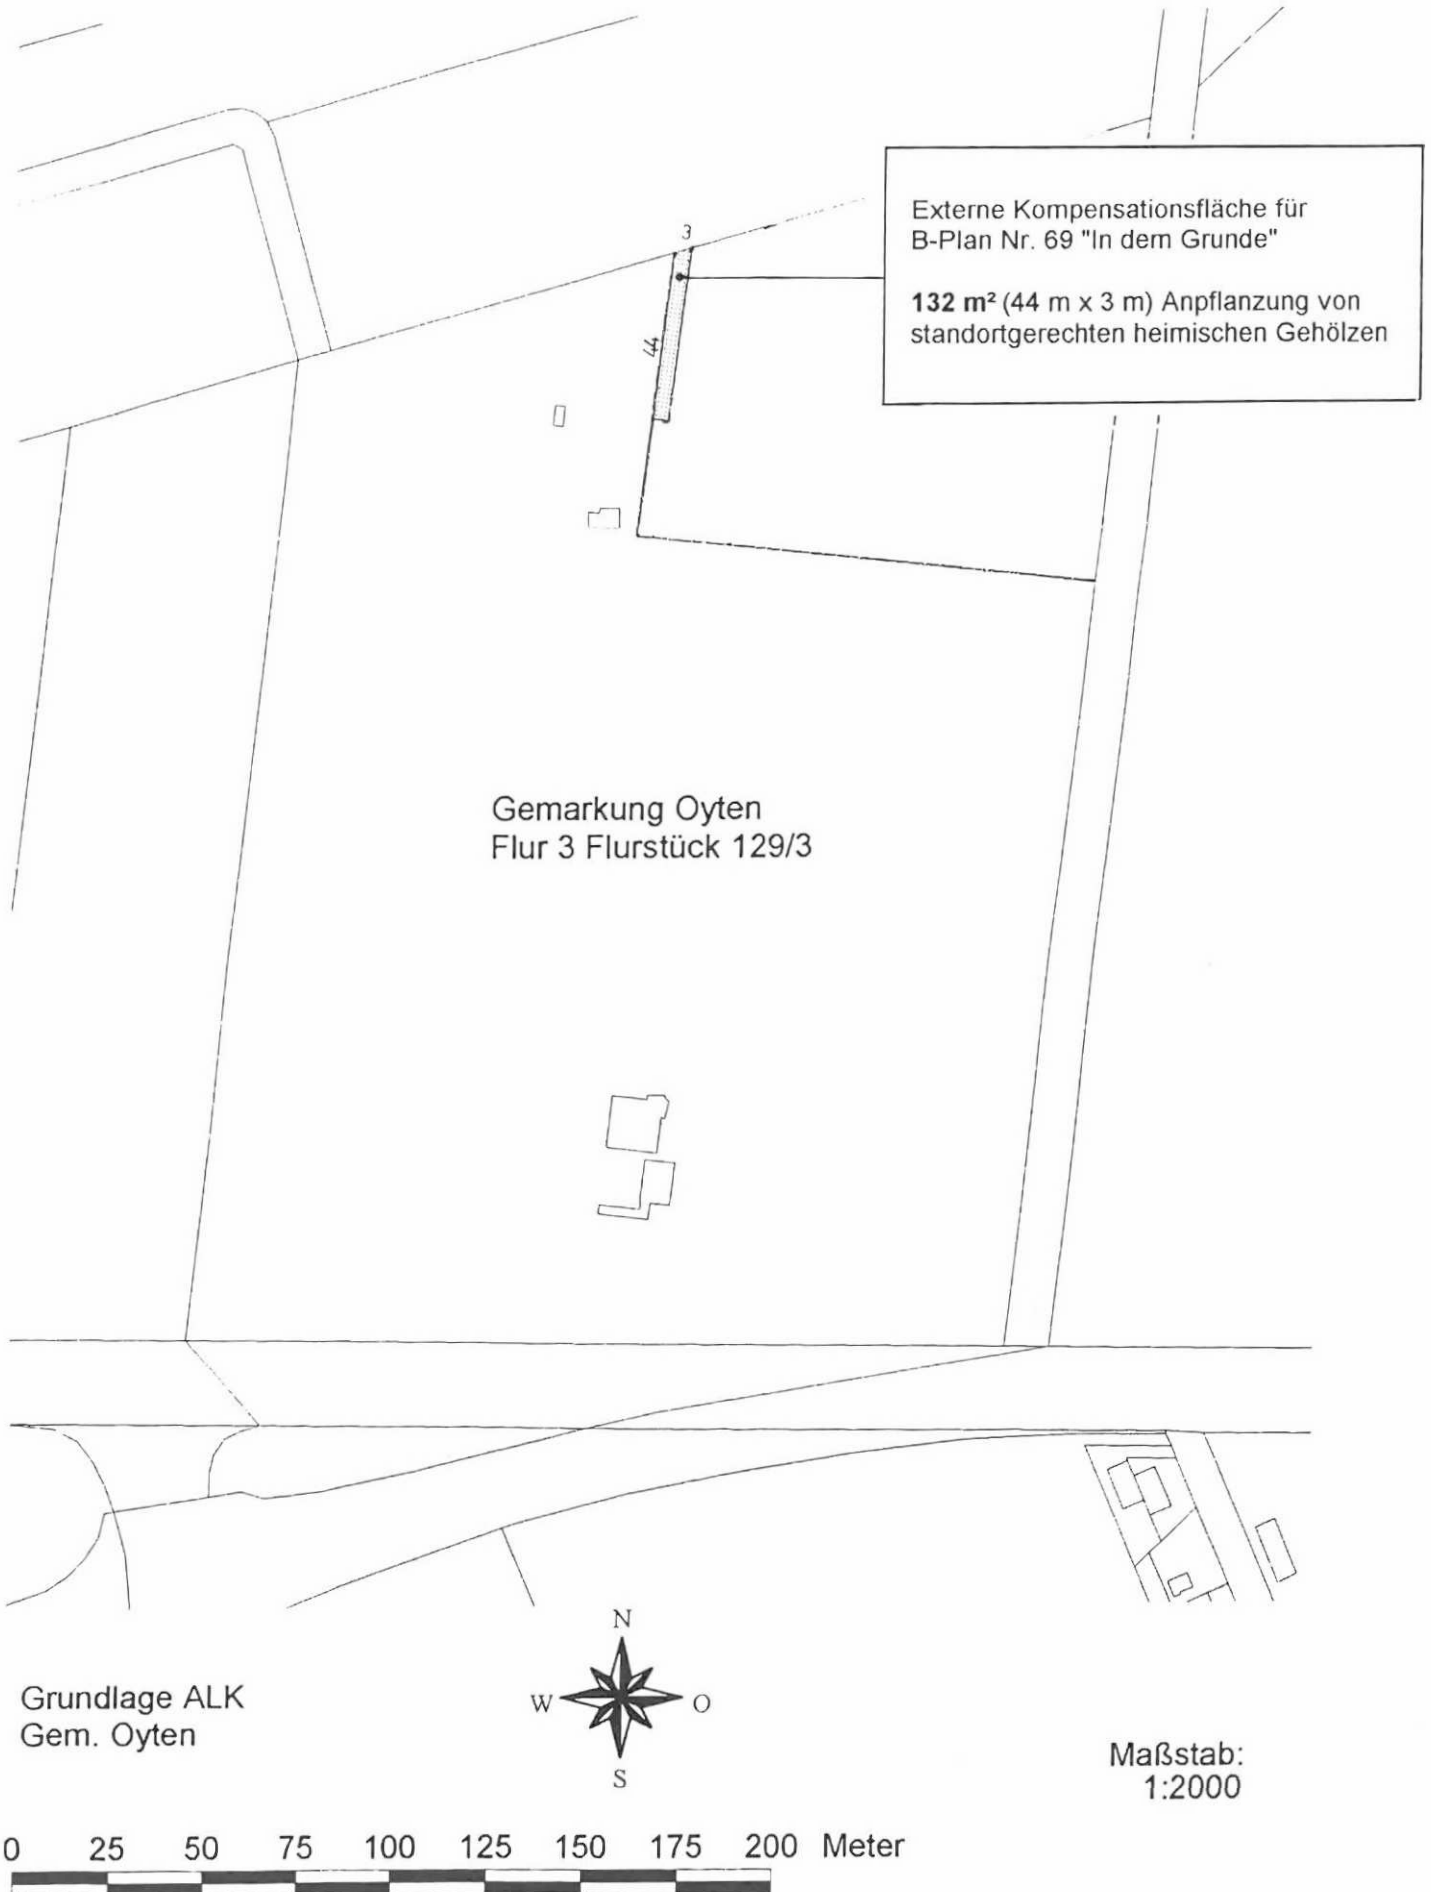 3
Externe Kompensationsfläche für
B-Plan Nr. 69 "In dem Grunde"
132 m² (44 m x 3 m) Anpflanzung von
standortgerechten heimischen Gehölzen
44
Gemarkung Oyten
Flur 3 Flurstück 129/3
N
W O
S
Grundlage ALK
Gem. Oyten
Maßstab:
1:2000
0 25 50 75 100 125 150 175 200 Meter